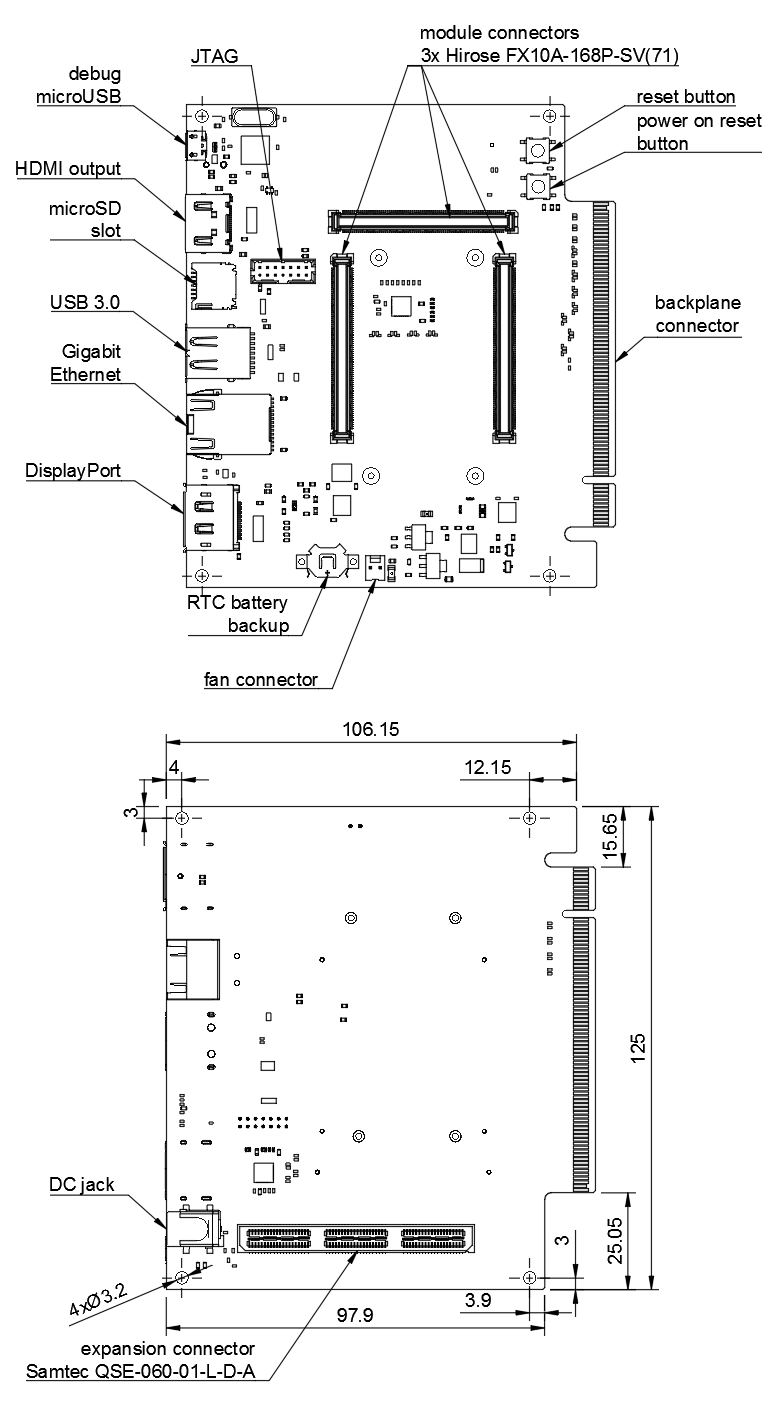 module connectors
3x Hirose FX10A-168P-SV(71)
JTAG
debug
microUSB
reset button
power on reset
button
HDMI output
microSD
slot
USB 3.0
backplane
connector
Gigabit
Ethernet
DisplayPort
RTC battery
backup
fan connector
106.15
4
12.15
3
15.65
125
DC jack
25.05
3
4xØ3.2
3.9
97.9
expansion connector
Samtec QSE-060-01-L-D-A